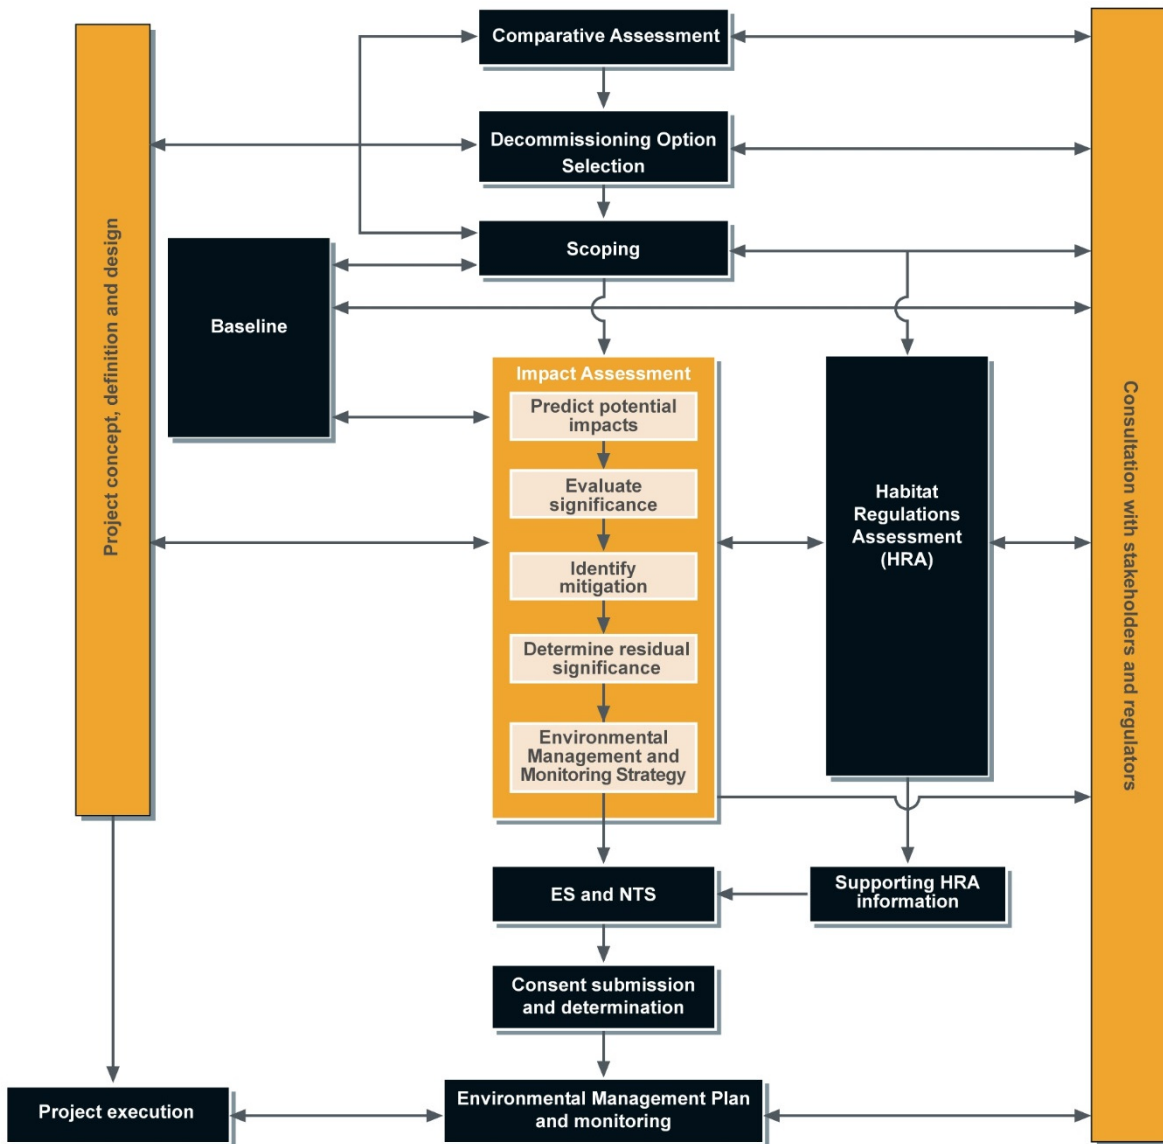 Comparative Assessment
Decommissioning Option
Selection
Scoping
Project concept, definition and design
Baseline
Impact Assessment
Predict potential
impacts
Evaluate
significance
Identify
mitigation
Determine residual
significance
Environmental
Management and
Monitoring Strategy
Habitat
Regulations
Assessment
(HRA)
Consultation with stakeholders and regulators
ES and NTS
Supporting HRA
information
Consent submission
and determination
Project execution
Environmental Management Plan
and monitoring